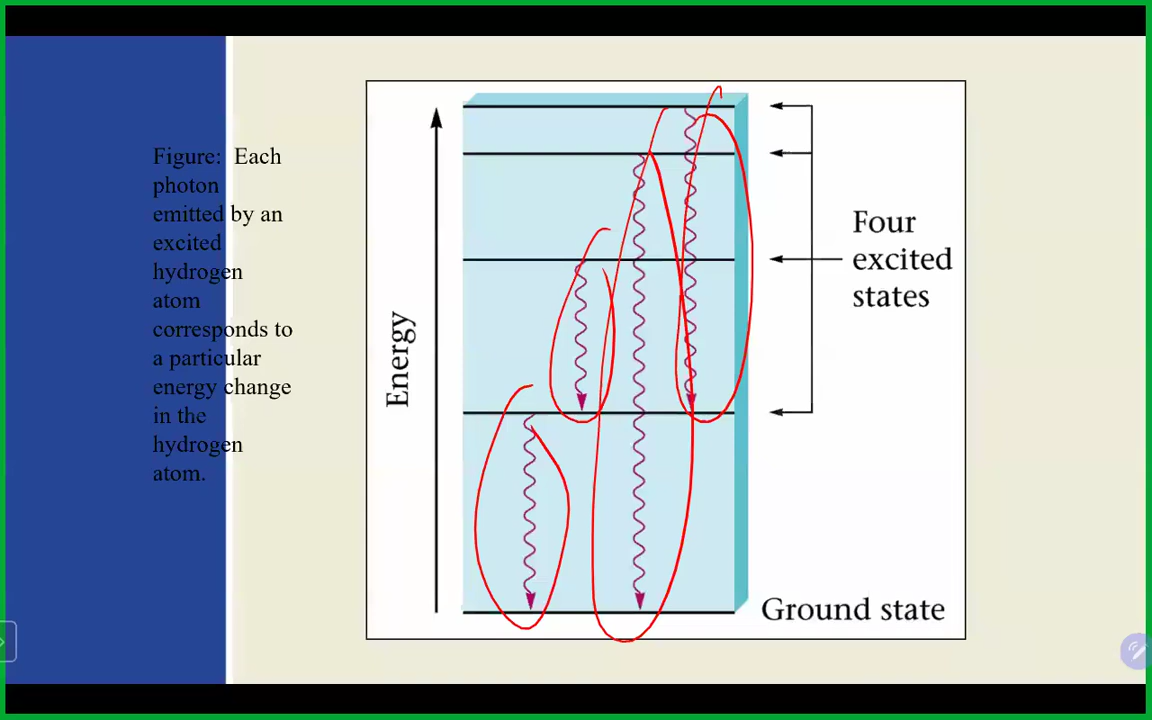 Figure:  Each
photon
emitted by an
excited
hydrogen
atom
corresponds to
a particular
energy change
in the
hydrogen
atom.
Energy
Four
excited
states
Ground state